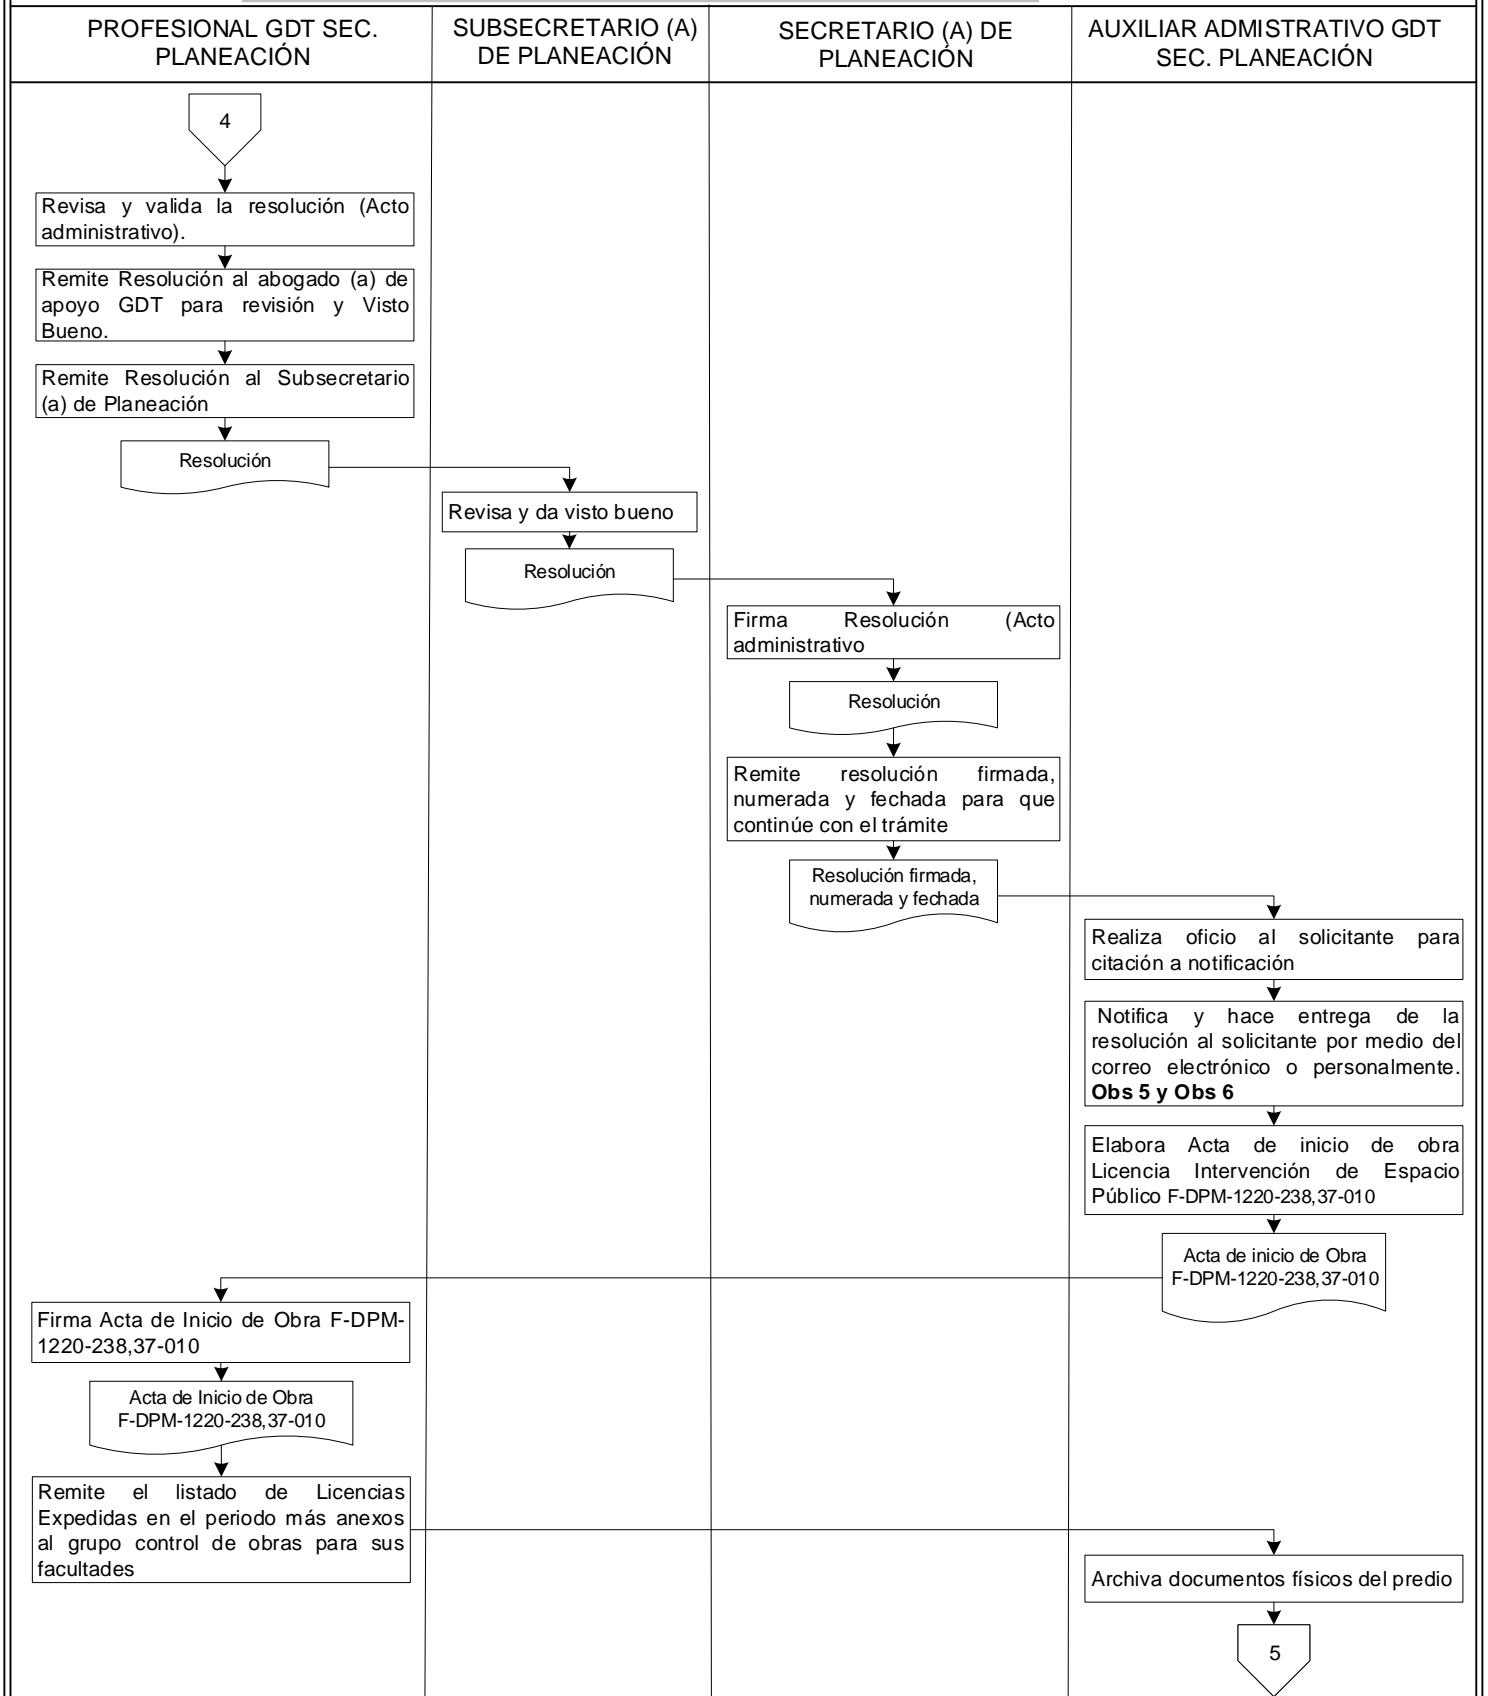 PROFESIONAL GDT SEC.
PLANEACIÓN
SUBSECRETARIO (A)
DE PLANEACIÓN
SECRETARIO (A) DE
PLANEACIÓN
AUXILIAR ADMISTRATIVO GDT
SEC. PLANEACIÓN
4
Revisa y valida la resolución (Acto
administrativo).
Remite Resolución al abogado (a) de
apoyo GDT para revisión y Visto
Bueno.
Remite Resolución al Subsecretario
(a) de Planeación
Resolución
Revisa y da visto bueno
Resolución
Firma Resolución (Acto
administrativo
Resolución
Remite resolución firmada,
numerada y fechada para que
continúe con el trámite
Resolución firmada,
numerada y fechada
Realiza oficio al solicitante para
citación a notificación
Notifica y hace entrega de la
resolución al solicitante por medio del
correo electrónico o personalmente.
Obs 5 y Obs 6
Elabora Acta de inicio de obra
Licencia Intervención de Espacio
Público F-DPM-1220-238,37-010
Acta de inicio de Obra
F-DPM-1220-238,37-010
Firma Acta de Inicio de Obra F-DPM-
1220-238,37-010
Acta de Inicio de Obra
F-DPM-1220-238,37-010
Remite el listado de Licencias
Expedidas en el periodo más anexos
al grupo control de obras para sus
facultades
Archiva documentos físicos del predio
5